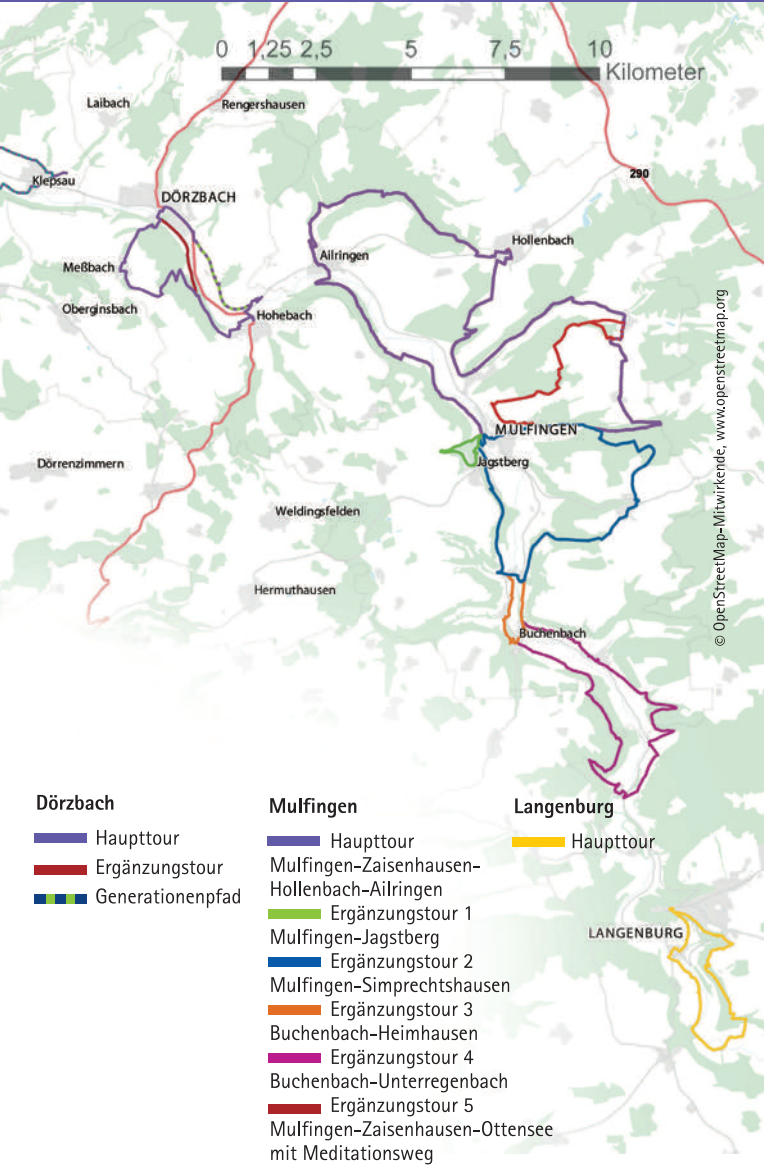 0 1,25 2,5 5 7,5 10
Kilometer
Laibach
Rengershausen
290
Klepsau
DÖRZBACH
Hollenbach
Ailringen
Meßbach
Oberginsbach
Hohebach
MULFINGEN
Dörrenzimmern
Jagstberg
Weldingsfelden
Hermuthausen
Buchenbach
© OpenStreetMap-Mitwirkende, www.openstreetmap.org
Dörzbach
Haupttour
Ergänzungstour
Generationenpfad
Mulfingen
Haupttour
Mulfingen-Zaisenhausen-
Hollenbach-Ailringen
Ergänzungstour 1
Mulfingen-Jagstberg
Ergänzungstour 2
Mulfingen-Simprechtshausen
Ergänzungstour 3
Buchenbach-Heimhausen
Ergänzungstour 4
Buchenbach-Unterregenbach
Ergänzungstour 5
Mulfingen-Zaisenhausen-Ottensee
mit Meditationsweg
Langenburg
Haupttour
LANGENBURG